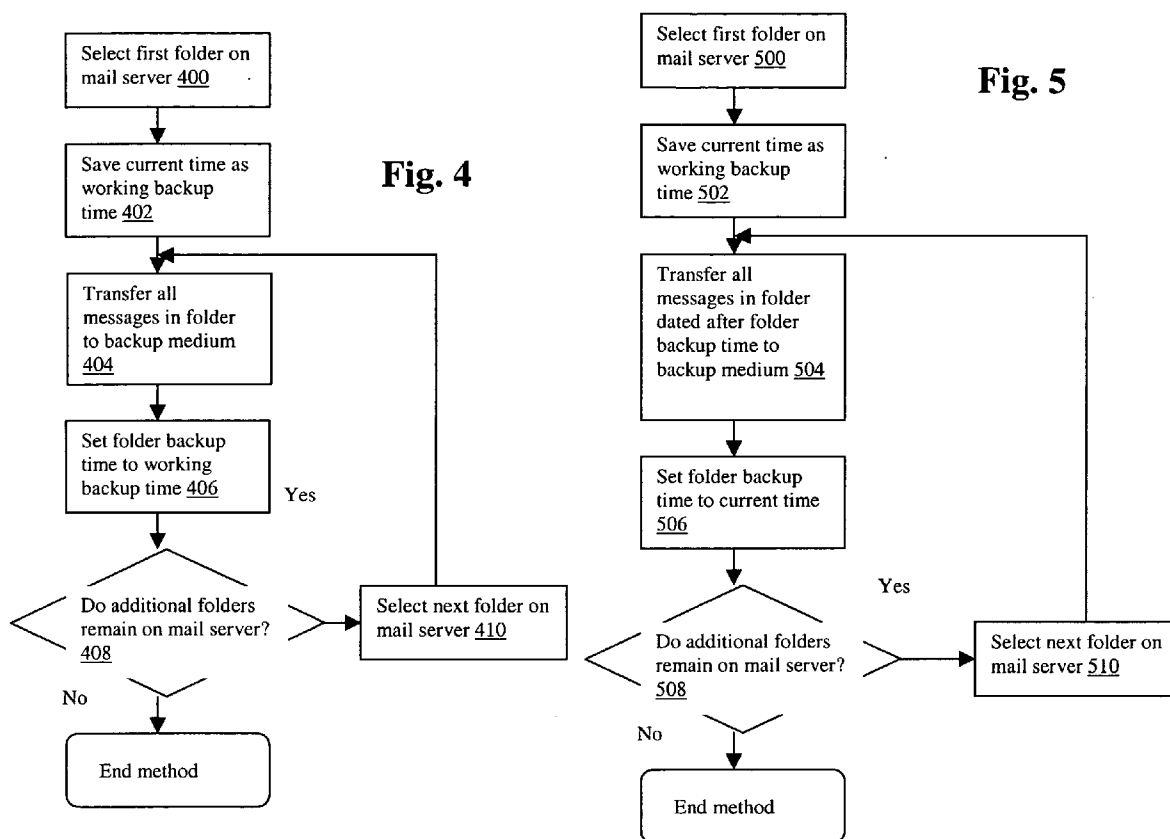 Select first folder on
mail server 400
Save current time as
working backup
time 402
Fig. 4
Transfer all
messages in folder
to backup medium
404
Set folder backup
time to working
backup time 406
Yes
Do additional folders
remain on mail server?
408
Select next folder on
mail server 410
No
End method
Select first folder on
mail server 500
Fig. 5
Save current time as
working backup
time 502
Transfer all
messages in folder
dated after folder
backup time to
backup medium 504
Set folder backup
time to current time
506
Yes
Do additional folders
remain on mail server?
508
Select next folder on
mail server 510
No
End method